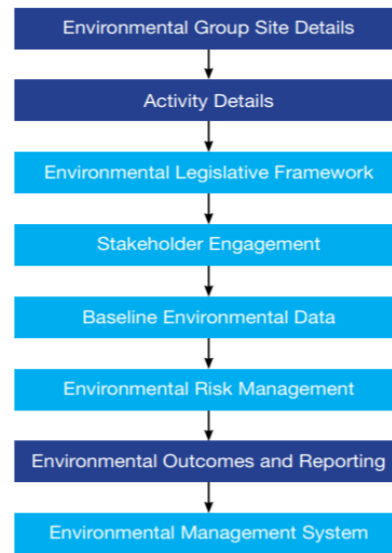 Environmental Group Site Details
Activity Details
Environmental Legislative Framework
Stakeholder Engagement
Baseline Environmental Data
Environmental Risk Management
Environmental Outcomes and Reporting
Environmental Management System